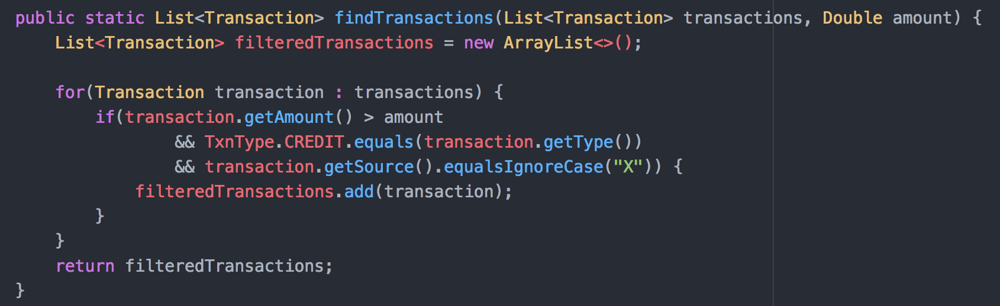 public static List<Transaction> findTransactions(List<Transaction> transactions, Double amount) {
    List<Transaction> filteredTransactions = new ArrayList<>();

    for(Transaction transaction : transactions) {
        if(transaction.getAmount() > amount
                && TxnType.CREDIT.equals(transaction.getType())
                && transaction.getSource().equalsIgnoreCase("X")) {
            filteredTransactions.add(transaction);
        }
    }
    return filteredTransactions;
}